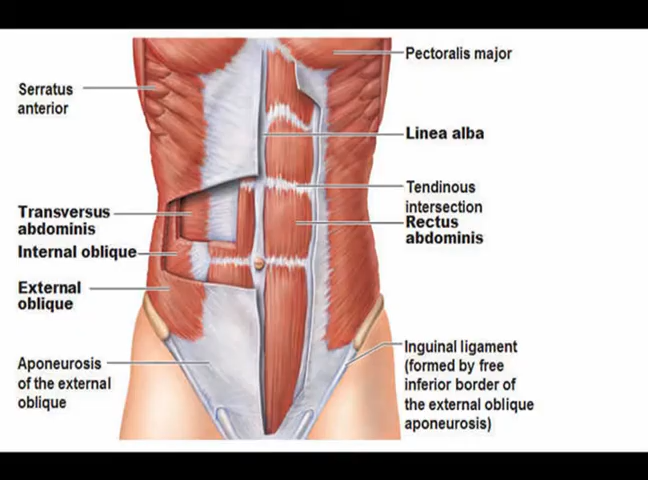 Serratus
anterior
Transversus
abdominis
Internal oblique
External
oblique
Aponeurosis
of the external
oblique
Pectoralis major
Linea alba
Tendinous
intersection
Rectus
abdominis
Inguinal ligament
(formed by free
inferior border of
the external oblique
aponeurosis)